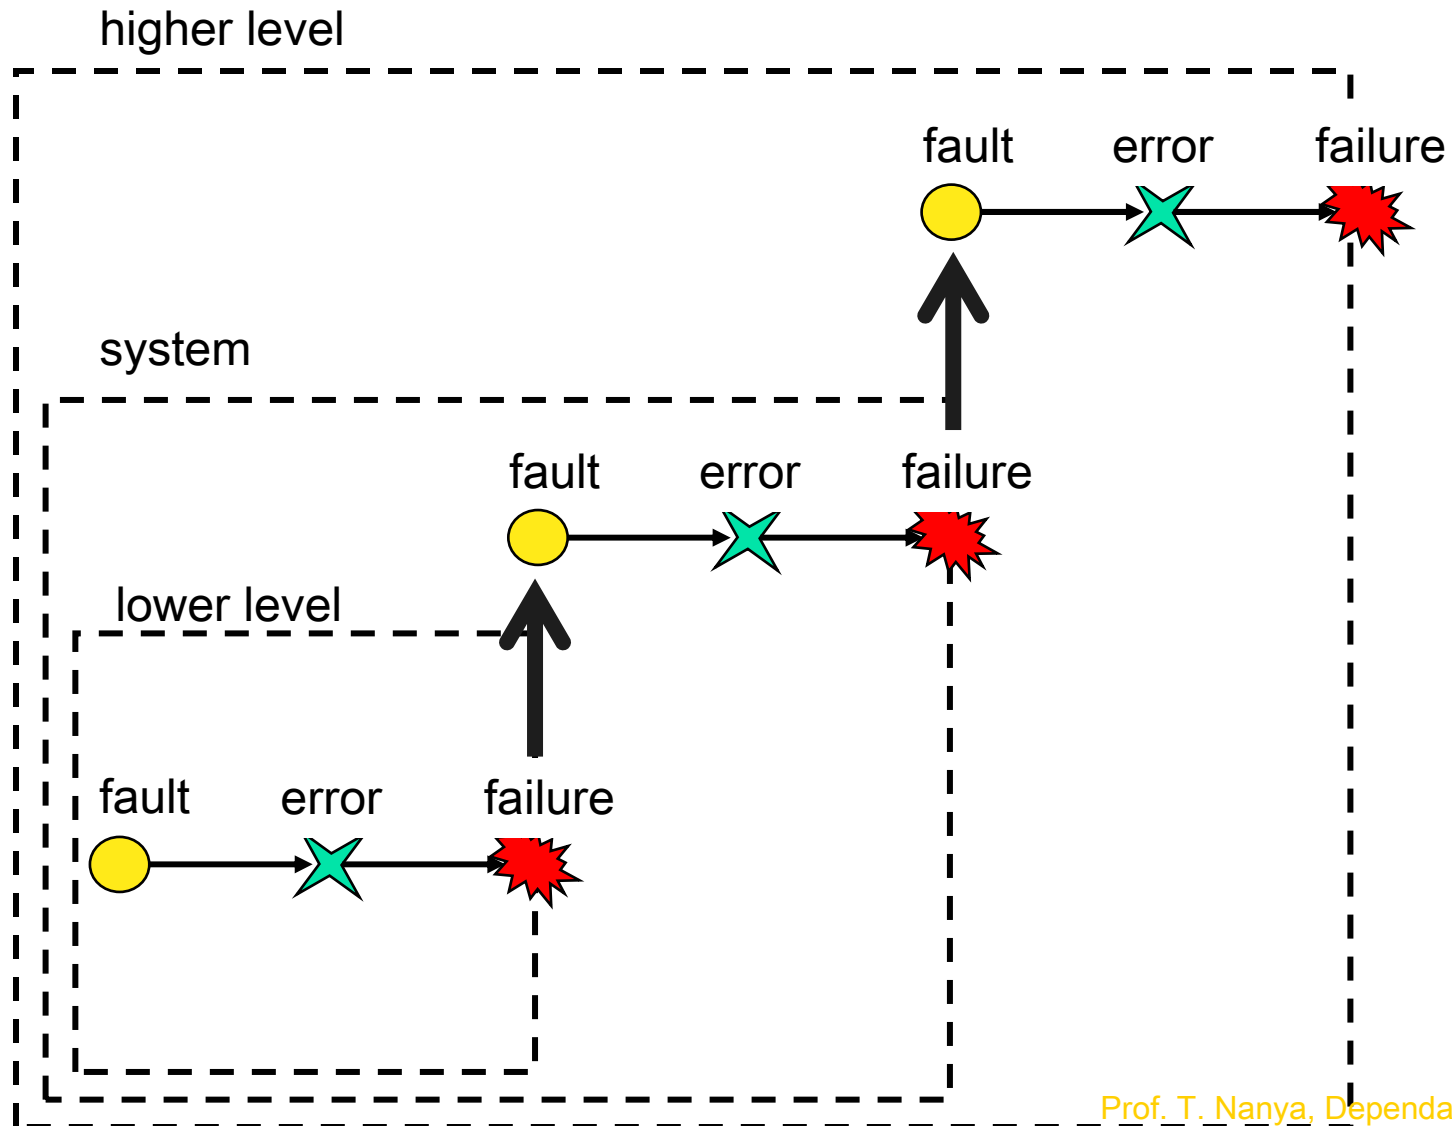 higher level
fault error failure
system
fault error failure
lower level
fault error failure
Prof. T. Nanya, Dependa